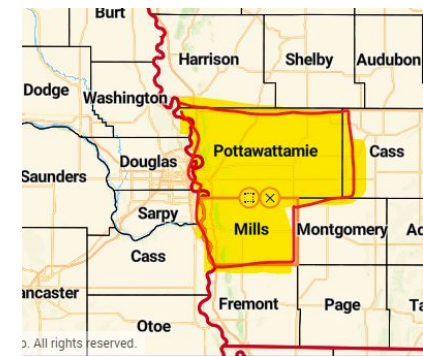 Burt
Harrison Shelby Audubon
Dodge Washington
Pottawattamie Cass
Douglas
Saunders
Sarpy
Mills Montgomery Ad
Cass
ancaster
Fremont Page Ta
Otoe
o. All rights reserved.